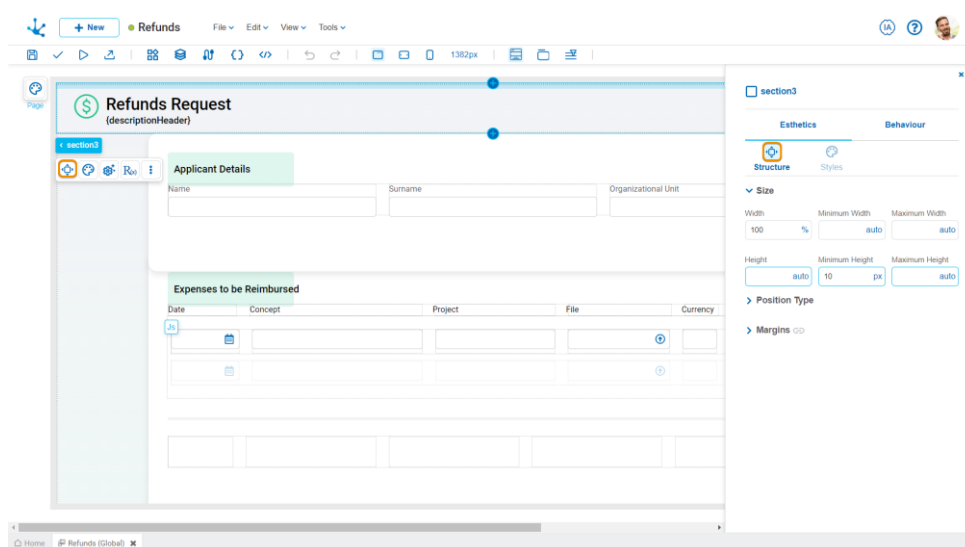 + New
Refunds
File
Edit
View
Tools
IA
?
1382px
Page
Refunds Request
{descriptionHeader}
section3
Applicant Details
Name
Surname
Organizational Unit
Expenses to be Reimbursed
Date
Concept
Project
File
Currency
Js
section3
Esthetics
Behaviour
Structure
Styles
Size
Width
Minimum Width
Maximum Width
100 %
auto
auto
Height
Minimum Height
Maximum Height
auto
10 px
auto
Position Type
Margins
Home
Refunds (Global)